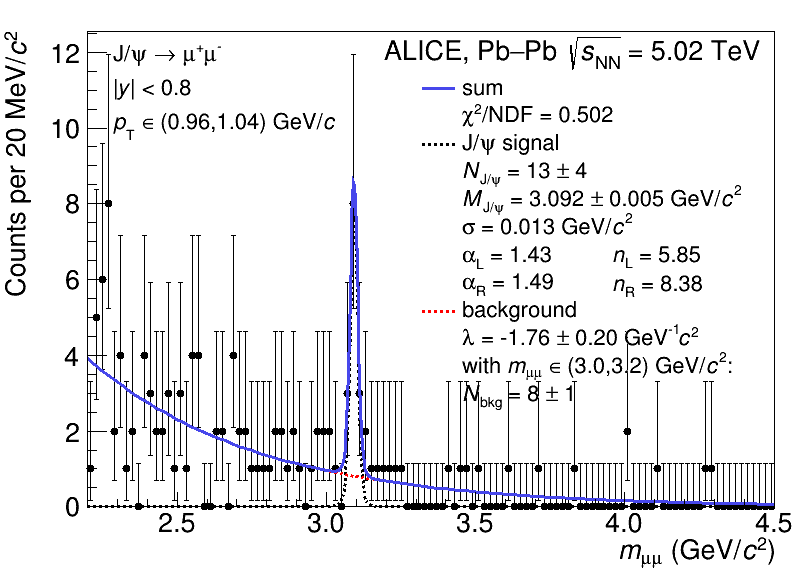 ALICE, Pb–Pb √s_NN = 5.02 TeV
J/ψ → μ⁺μ⁻
|y| < 0.8
p_T ∈ (0.96,1.04) GeV/c
sum
χ²/NDF = 0.502
J/ψ signal
N_J/ψ = 13 ± 4
M_J/ψ = 3.092 ± 0.005 GeV/c²
σ = 0.013 GeV/c²
α_L = 1.43 n_L = 5.85
α_R = 1.49 n_R = 8.38
background
λ = -1.76 ± 0.20 GeV⁻¹c²
with m_μμ ∈ (3.0,3.2) GeV/c²:
N_bkg = 8 ± 1
Counts per 20 MeV/c²
12
10
8
6
4
2
0
2.5 3.0 3.5 4.0 4.5
m_μμ (GeV/c²)